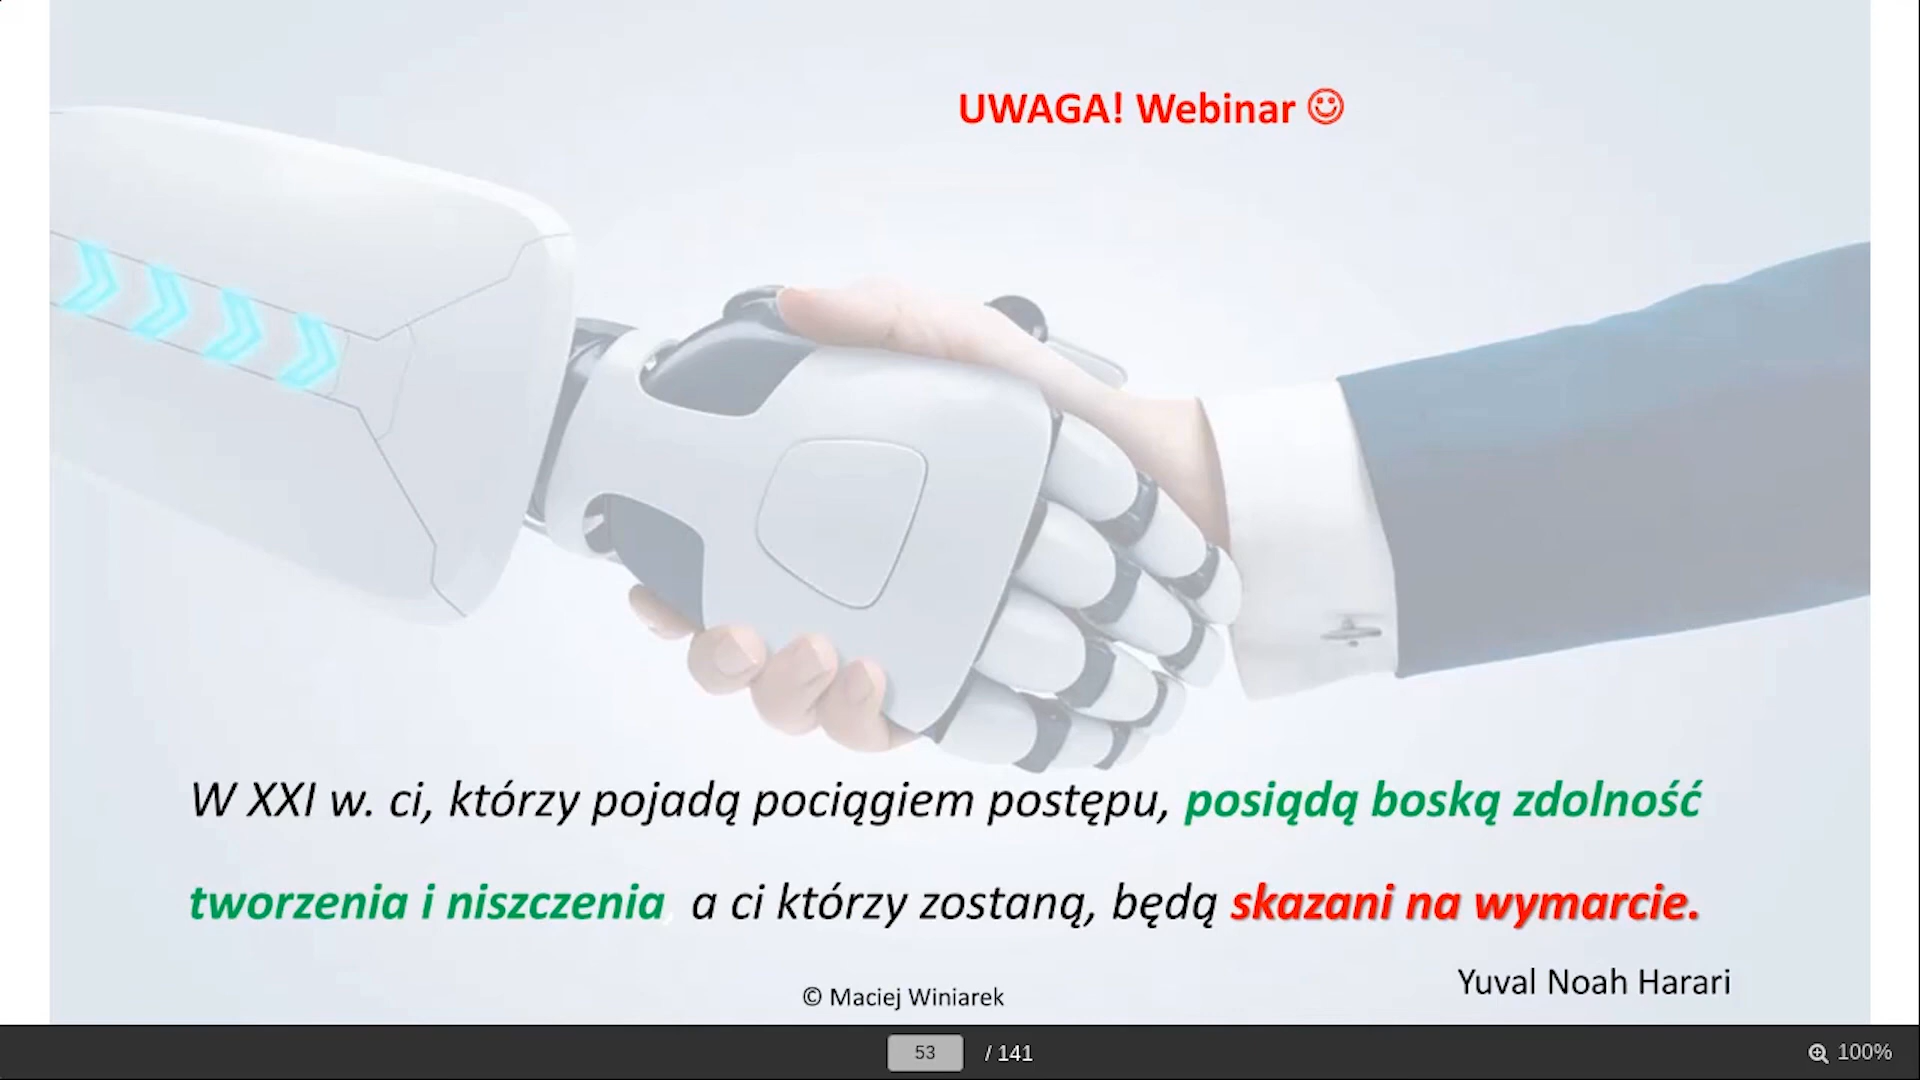 UWAGA! Webinar ☺
W XXI w. ci, którzy pojadą pociągiem postępu, posiądą boską zdolność
tworzenia i niszczenia, a ci którzy zostaną, będą skazani na wymarcie.
Yuval Noah Harari
© Maciej Winiarek
53 / 141
100%